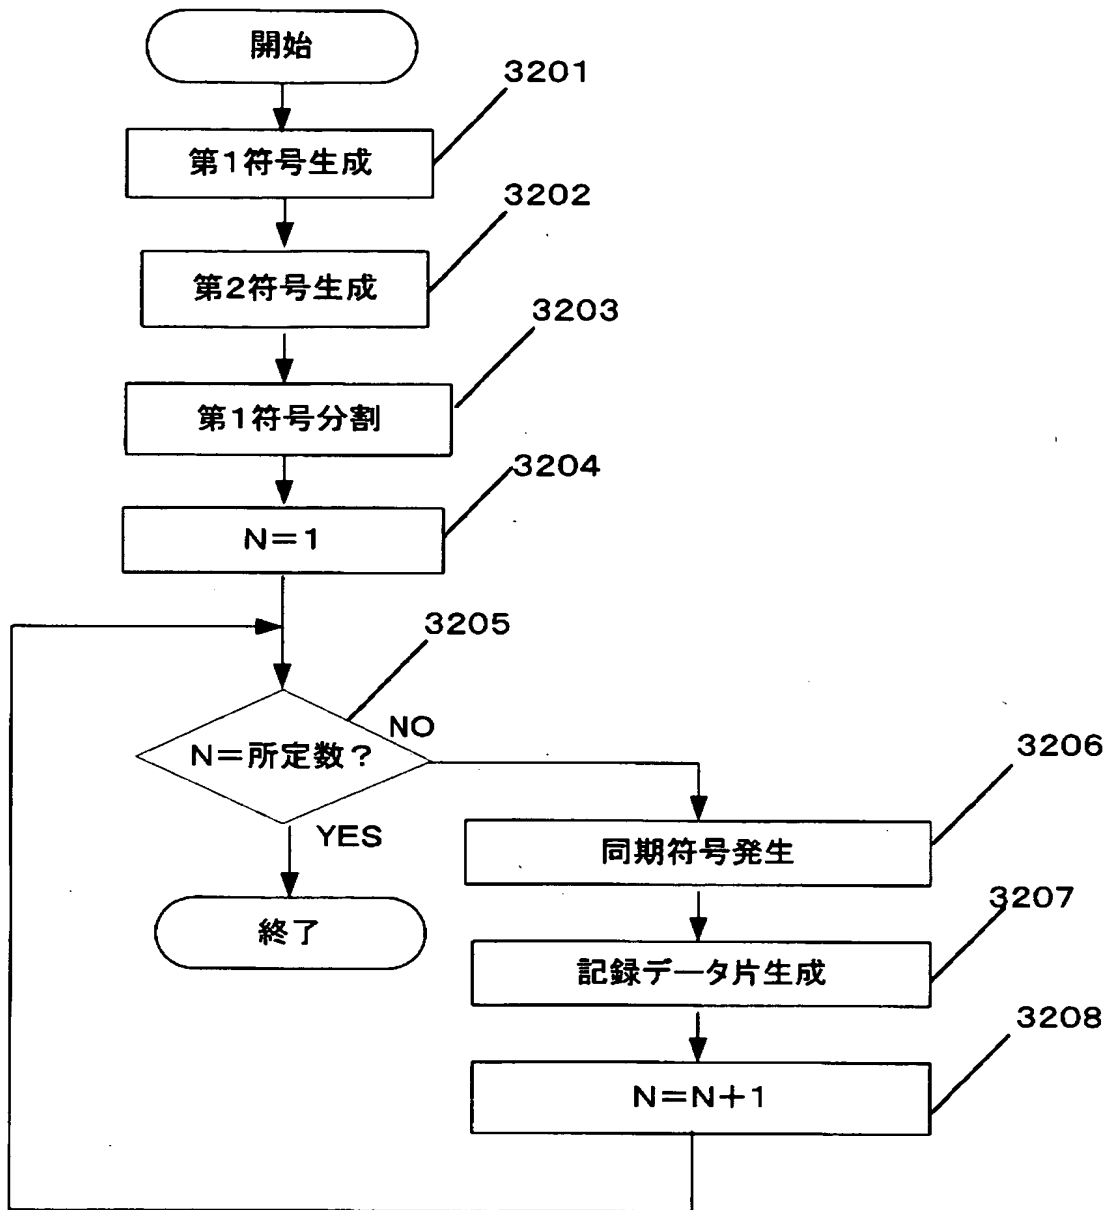 開始
3201
第1符号生成
3202
第2符号生成
3203
第1符号分割
3204
N=1
3205
N=所定数?
NO
YES
終了
3206
同期符号発生
3207
記録データ片生成
3208
N=N+1